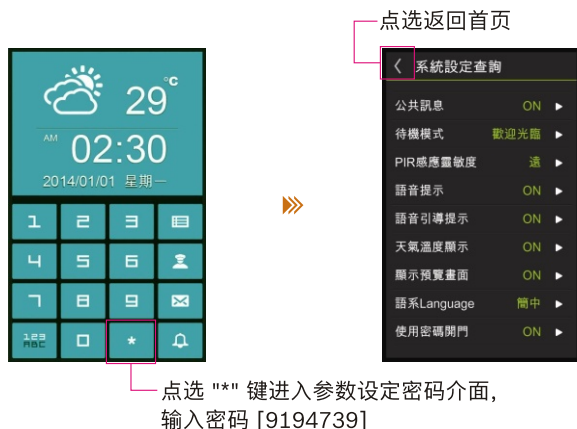 点选返回首页
29°C
AM 02:30
2014/01/01 星期一
1 2 3
4 5 6
7 8 9
123 ABC 0 *
系統設定查詢
公共訊息 ON
待機模式 歡迎光臨
PIR感應靈敏度 遠
語音提示 ON
語音引導提示 ON
天氣溫度顯示 ON
顯示預覽畫面 ON
語系Language 簡中
使用密碼開門 ON
点选 "*" 键进入参数设定密码介面,
输入密码 [9194739]